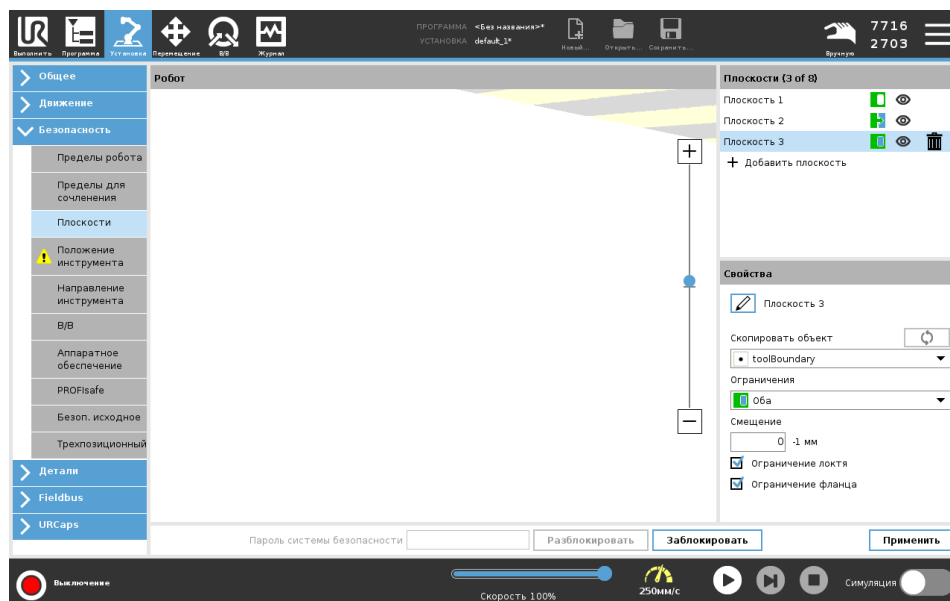 ПРОГРАММА <Без названия>*
УСТАНОВКА default_1*
Выполнить
Программа
Установка
Перемещение
В/В
Журнал
Новый...
Открыть...
Сохранить...
Вручную
7716
2703
Общее
Движение
Безопасность
Пределы робота
Пределы для
сочленения
Плоскости
Положение
инструмента
Направление
инструмента
В/В
Аппаратное
обеспечение
PROFIsafe
Безоп. исходное
Трехпозиционный
Детали
Fieldbus
URCaps
Робот
Плоскости (3 of 8)
Плоскость 1
Плоскость 2
Плоскость 3
Добавить плоскость
Свойства
Плоскость 3
Скопировать объект
toolBoundary
Ограничения
Оба
Смещение
0 -1 мм
Ограничение локтя
Ограничение фланца
Пароль системы безопасности
Разблокировать
Заблокировать
Применить
Выключение
Скорость 100%
250мм/с
Симуляция